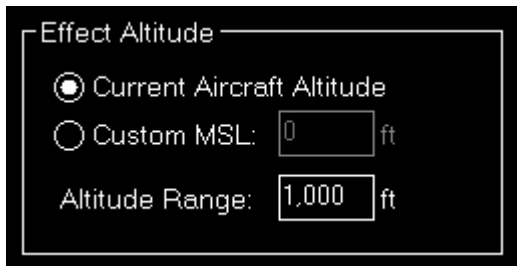 Effect Altitude
Current Aircraft Altitude
Custom MSL: 0 ft
Altitude Range: 1,000 ft